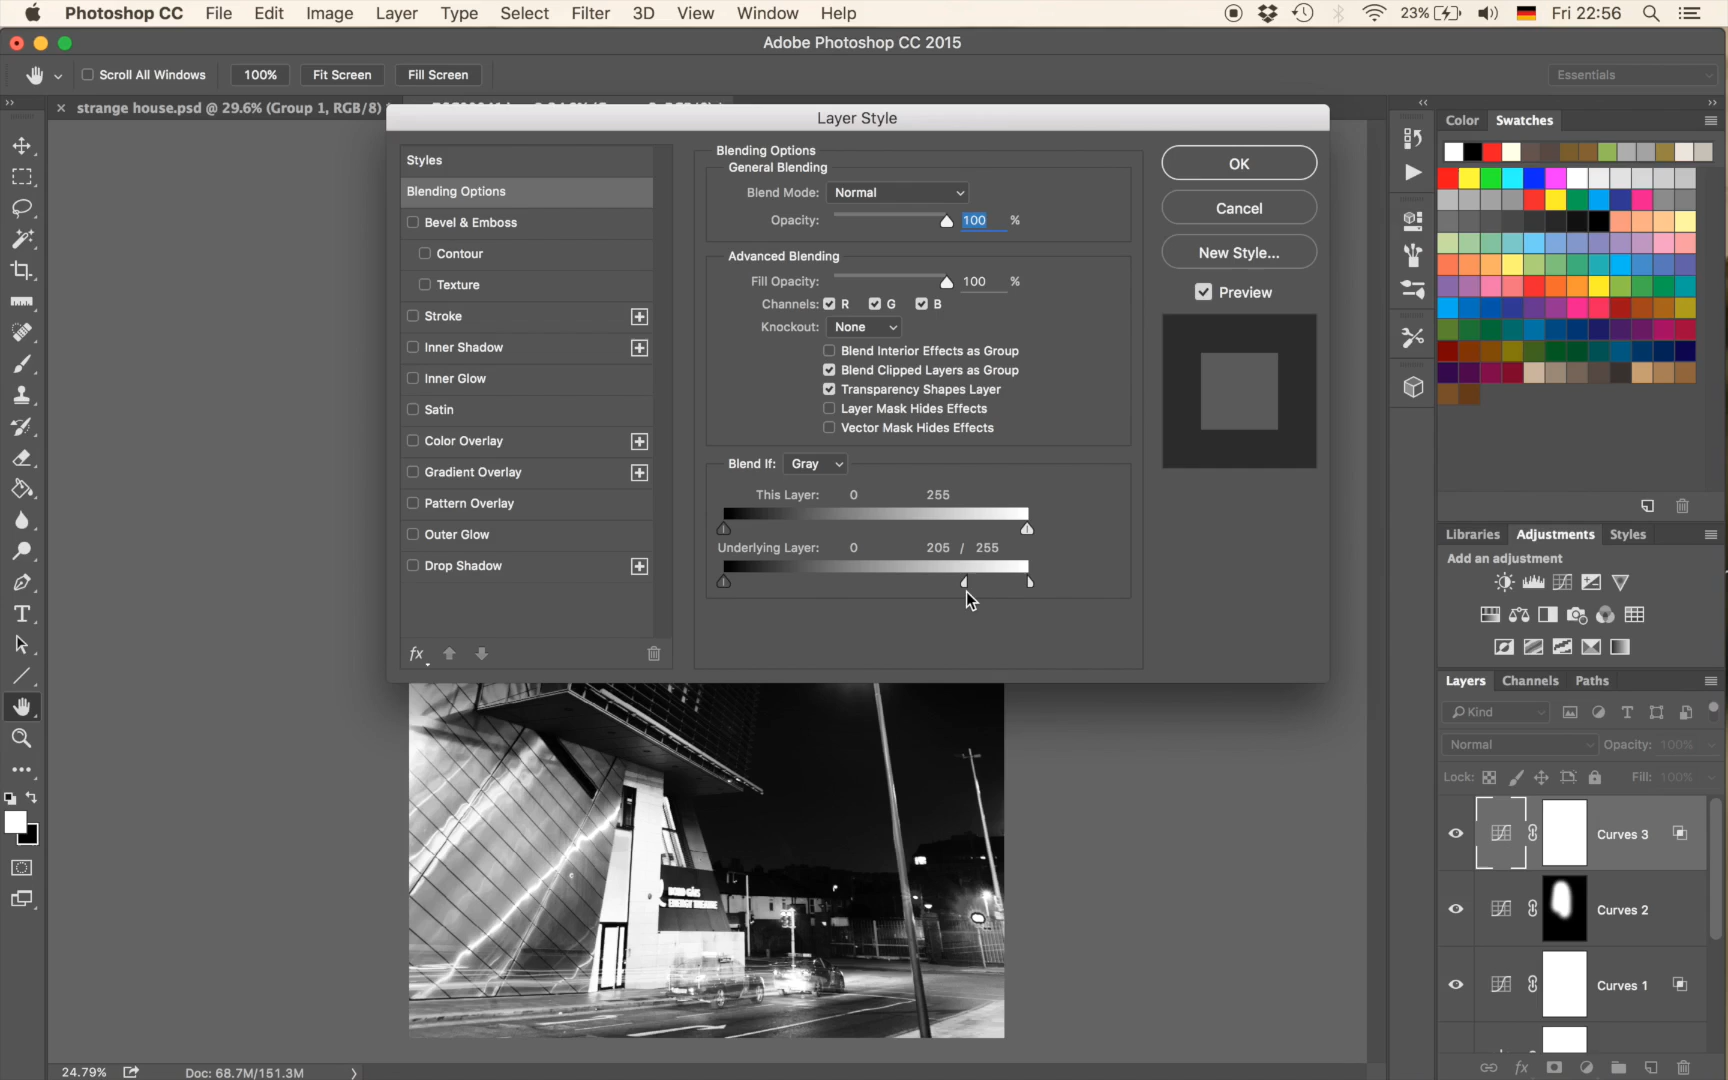 Photoshop CC File Edit Image Layer Type Select Filter 3D View Window Help 23% Fri 22:56
Adobe Photoshop CC 2015
Scroll All Windows 100% Fit Screen Fill Screen Essentials
× strange house.psd @ 29.6% (Group 1, RGB/8)
Layer Style
Styles
Blending Options
Bevel & Emboss
Contour
Texture
Stroke
Inner Shadow
Inner Glow
Satin
Color Overlay
Gradient Overlay
Pattern Overlay
Outer Glow
Drop Shadow
fx
Blending Options
General Blending
Blend Mode: Normal
Opacity: 100 %
Advanced Blending
Fill Opacity: 100 %
Channels: R G B
Knockout: None
Blend Interior Effects as Group
Blend Clipped Layers as Group
Transparency Shapes Layer
Layer Mask Hides Effects
Vector Mask Hides Effects
Blend If: Gray
This Layer: 0 255
Underlying Layer: 0 205 / 255
OK
Cancel
New Style...
Preview
Color Swatches
Libraries Adjustments Styles
Add an adjustment
Layers Channels Paths
Kind
Normal Opacity: 100%
Lock: Fill: 100%
Curves 3
Curves 2
Curves 1
fx
24.79% Doc: 68.7M/151.3M